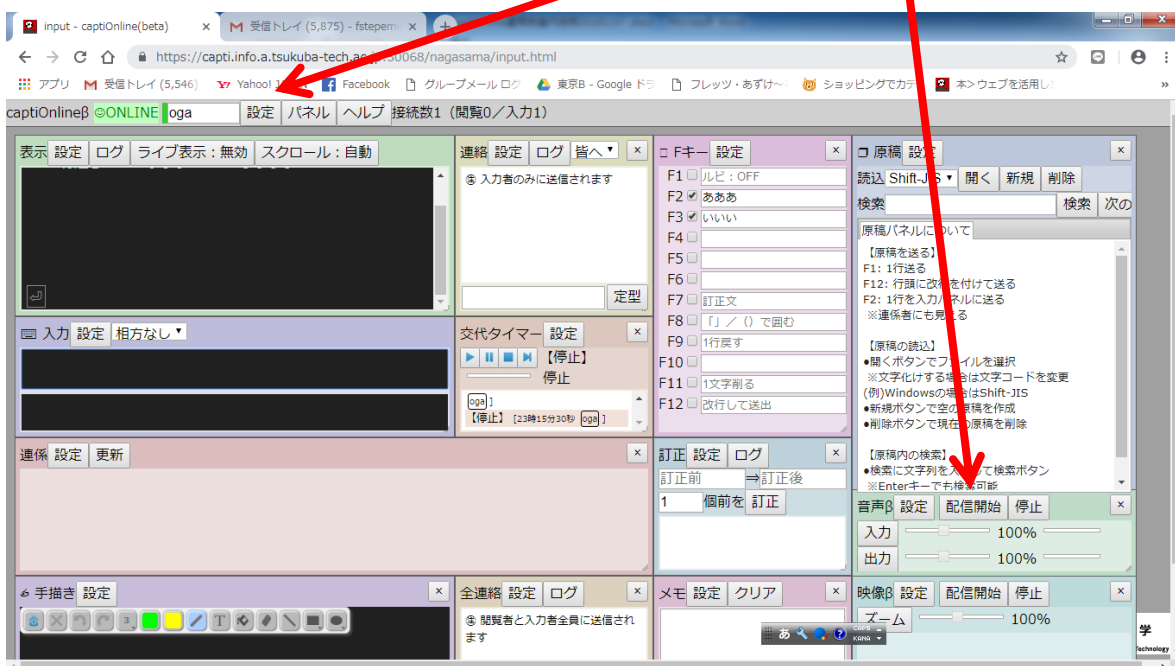 input - captiOnline(beta)
受信トレイ (5,875) - fstepem
https://capti.info.a.tsukuba-tech.ac.jp:50068/nagasama/input.html
アプリ 受信トレイ (5,546) Yahoo! Facebook グループメール ログ 東京B - Google ドラ フレッツ・あずけ～ ショッピングでカテ 本>ウェブを活用し
captiOnlineβ ☺ONLINE oga 設定 パネル ヘルプ 接続数1 (閲覧0／入力1)
表示 設定 ログ ライブ表示：無効 スクロール：自動
連絡 設定 ログ 皆へ
㊟ 入力者のみに送信されます
定型
Fキー 設定
F1 ルビ：OFF
F2 あああ
F3 いいい
F4
F5
F6
F7 訂正文
F8 「」／（）で囲む
F9 1行戻す
F10
F11 1文字削る
F12 改行して送出
原稿 設定
読込 Shift-JIS 開く 新規 削除
検索 検索 次の
原稿パネルについて
【原稿を送る】
F1: 1行送る
F12: 行頭に改行を付けて送る
F2: 1行を入力パネルに送る
※連係者にも見える
【原稿の読込】
●開くボタンでファイルを選択
※文字化けする場合は文字コードを変更
(例)Windowsの場合はShift-JIS
●新規ボタンで空の原稿を作成
●削除ボタンで現在の原稿を削除
【原稿内の検索】
●検索に文字列を入れて検索ボタン
※Enterキーでも検索可能
入力 設定 相方なし
交代タイマー 設定
【停止】
停止
oga ]
【停止】 [23時15分30秒 oga ]
連係 設定 更新
訂正 設定 ログ
訂正前 ⇒訂正後
1 個前を 訂正
音声β 設定 配信開始 停止
入力 100%
出力 100%
手描き 設定
3 T
全連絡 設定 ログ
㊟ 閲覧者と入力者全員に送信され
ます
メモ 設定 クリア
映像β 設定 配信開始 停止
ズーム 100%
あ CAPS KANA
学
Technology